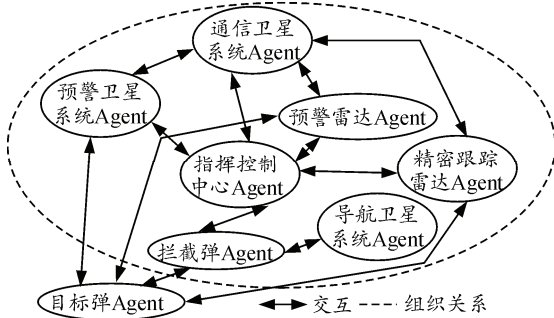 通信卫星
系统Agent
预警卫星
系统Agent
预警雷达Agent
指挥控制
中心Agent
精密跟踪
雷达Agent
导航卫星
系统Agent
拦截弹Agent
目标弹Agent
交互
组织关系